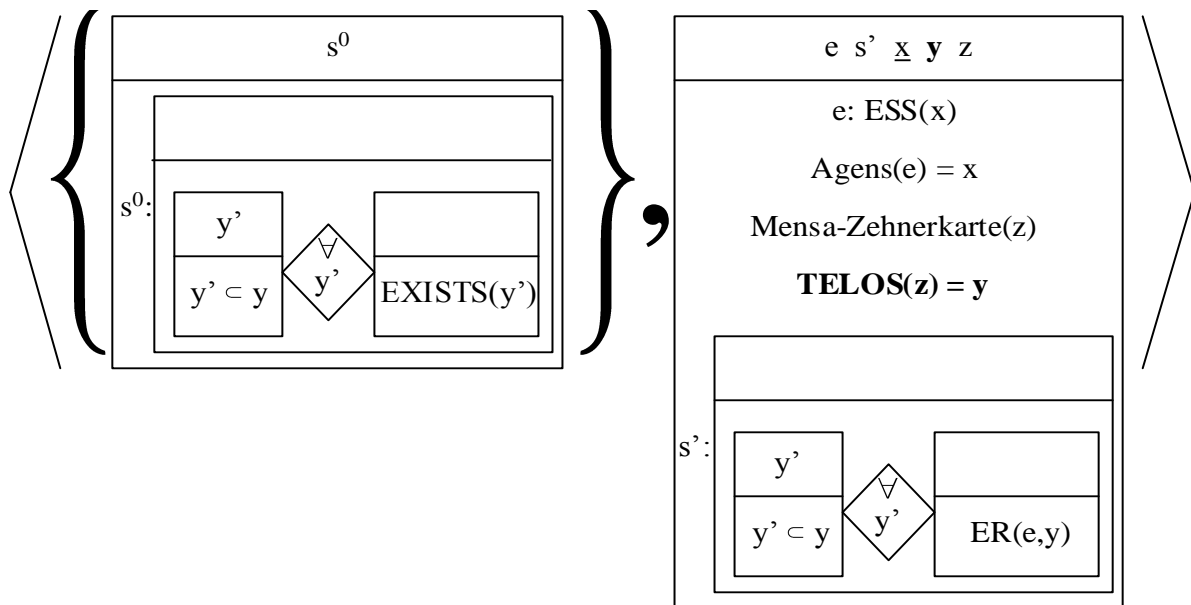 s⁰
s⁰:
y’
y’ ⊂ y
∀
y’
EXISTS(y’)
,
e s’ x y z
e: ESS(x)
Agens(e) = x
Mensa-Zehnerkarte(z)
TELOS(z) = y
s’:
y’
y’ ⊂ y
∀
y’
ER(e,y)